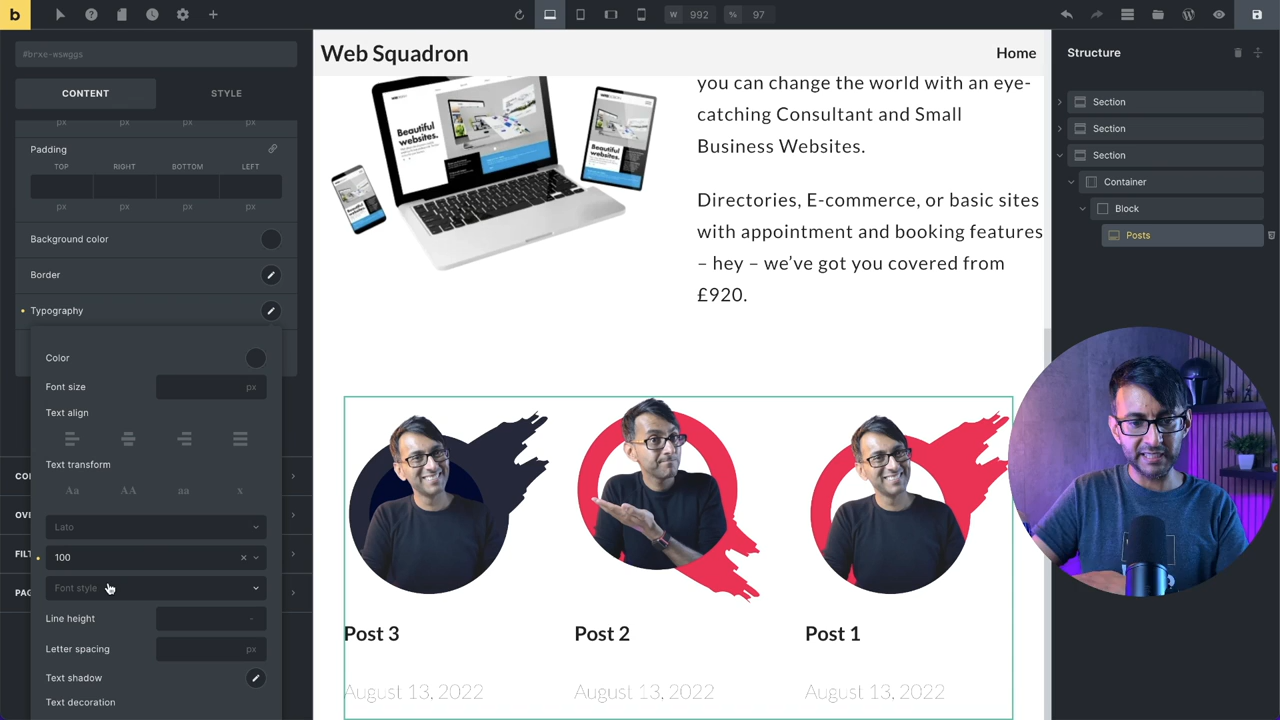 b
W 992
% 97
#brxe-wswggs
CONTENT
STYLE
px px px px
Padding
TOP RIGHT BOTTOM LEFT
px px px px
Background color
Border
Typography
Color
Font size
px
Text align
Text transform
Aa AA aa x
Lato
100
Font style
Line height
-
Letter spacing
px
Text shadow
Text decoration
OVE
FILT
PAG
Web Squadron
Home
Beautiful
websites.
Beautiful
websites.
you can change the world with an eye-
catching Consultant and Small
Business Websites.
Directories, E-commerce, or basic sites
with appointment and booking features
– hey – we’ve got you covered from
£920.
Post 3
Post 2
Post 1
August 13, 2022
August 13, 2022
August 13, 2022
Structure
Section
Section
Section
Container
Block
Posts